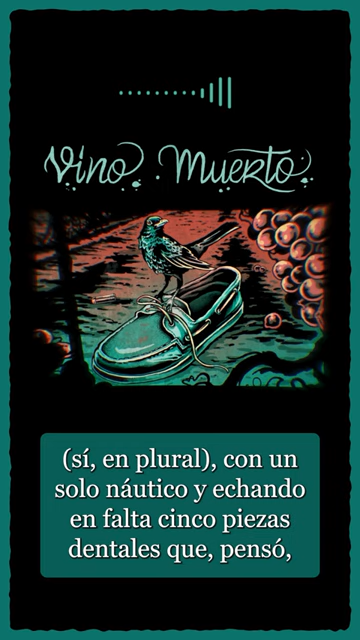 Vino Muerto
(sí, en plural), con un
solo náutico y echando
en falta cinco piezas
dentales que, pensó,